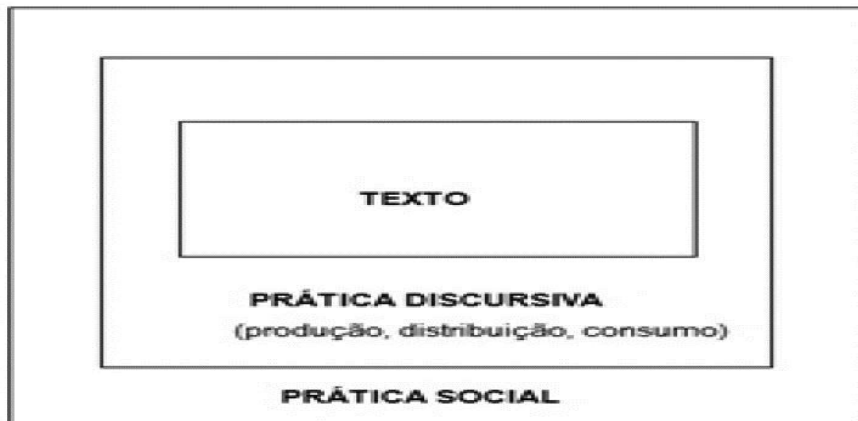 TEXTO
PRÁTICA DISCURSIVA
(produção, distribuição, consumo)
PRÁTICA SOCIAL